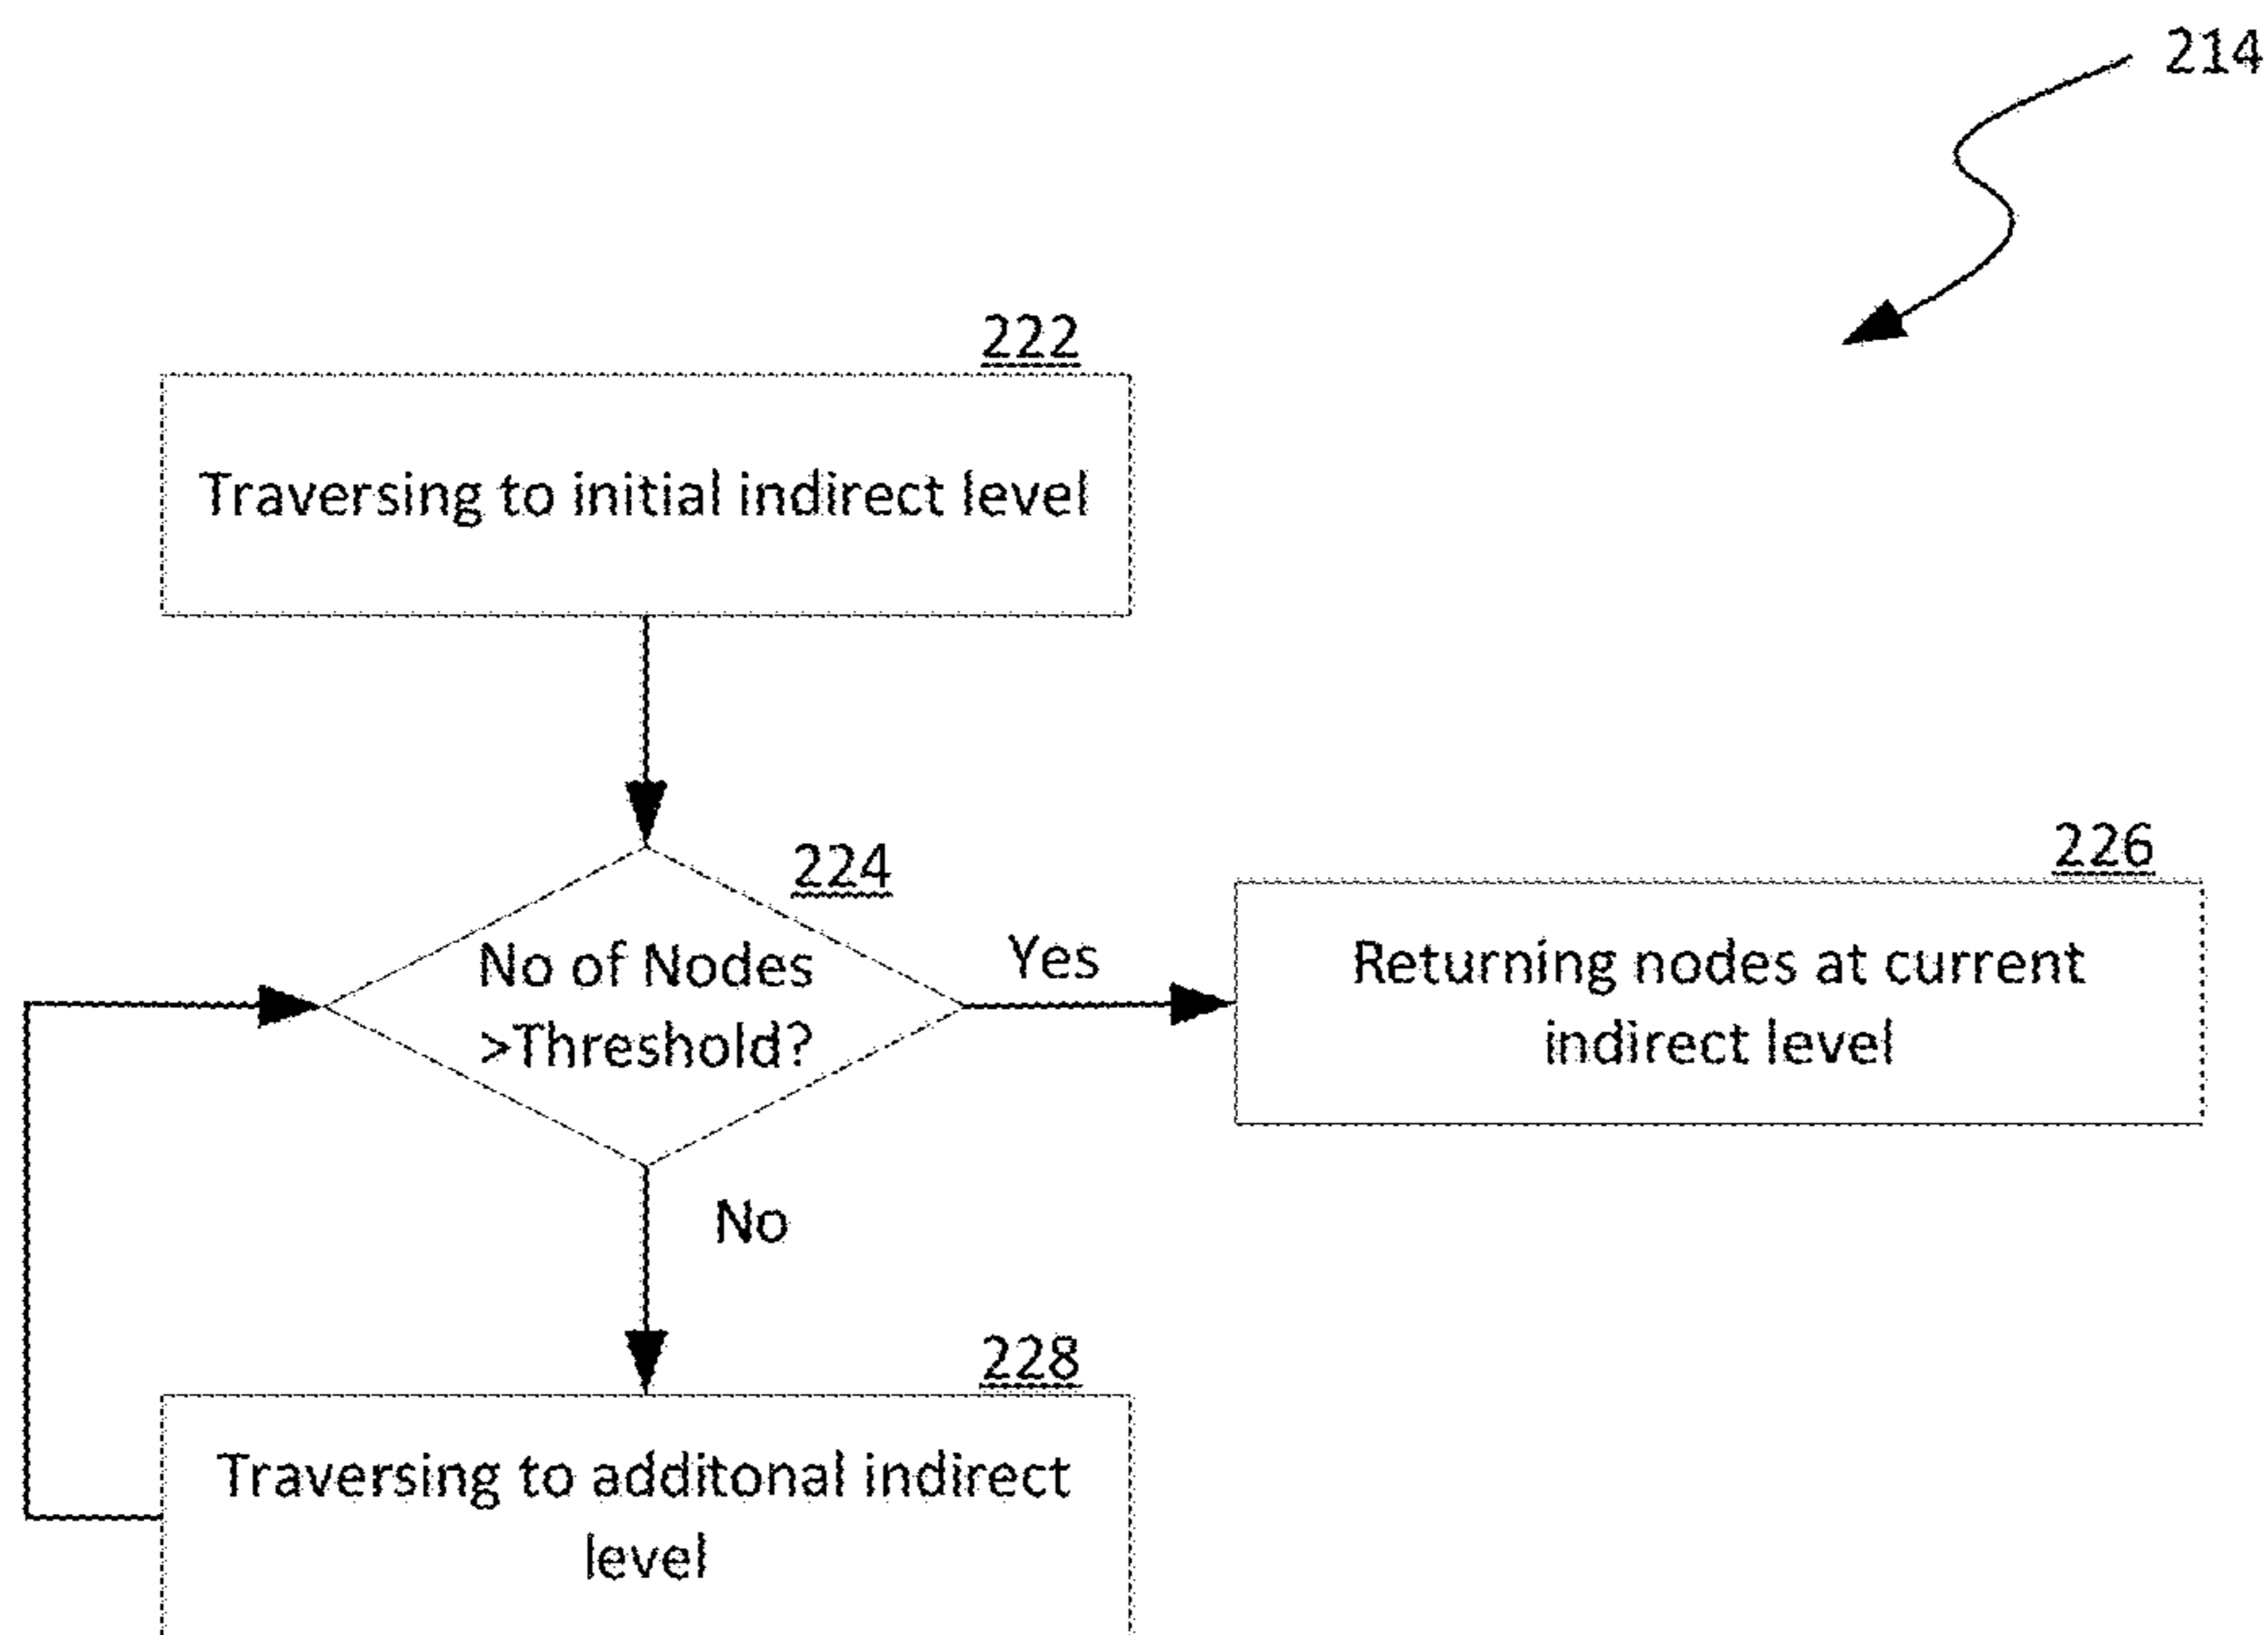 214
222
Traversing to initial indirect level
224
No of Nodes
>Threshold?
Yes
226
Returning nodes at current
indirect level
No
228
Traversing to additonal indirect
level